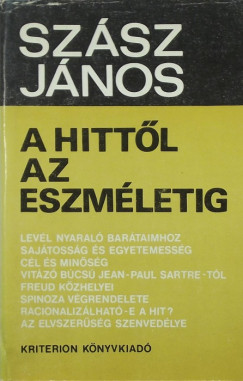 SZÁSZ
JÁNOS
A HITTŐL
AZ
ESZMÉLETIG
LEVÉL NYARALÓ BARÁTAIMHOZ
SAJÁTOSSÁG ÉS EGYETEMESSÉG
CÉL ÉS MINŐSÉG
VITÁZÓ BÚCSÚ JEAN-PAUL SARTRE-TÓL
FREUD KÖZHELYEI
SPINOZA VÉGRENDELETE
RACIONALIZÁLHATÓ-E A HIT?
AZ ELVSZERŰSÉG SZENVEDÉLYE
KRITERION KÖNYVKIADÓ